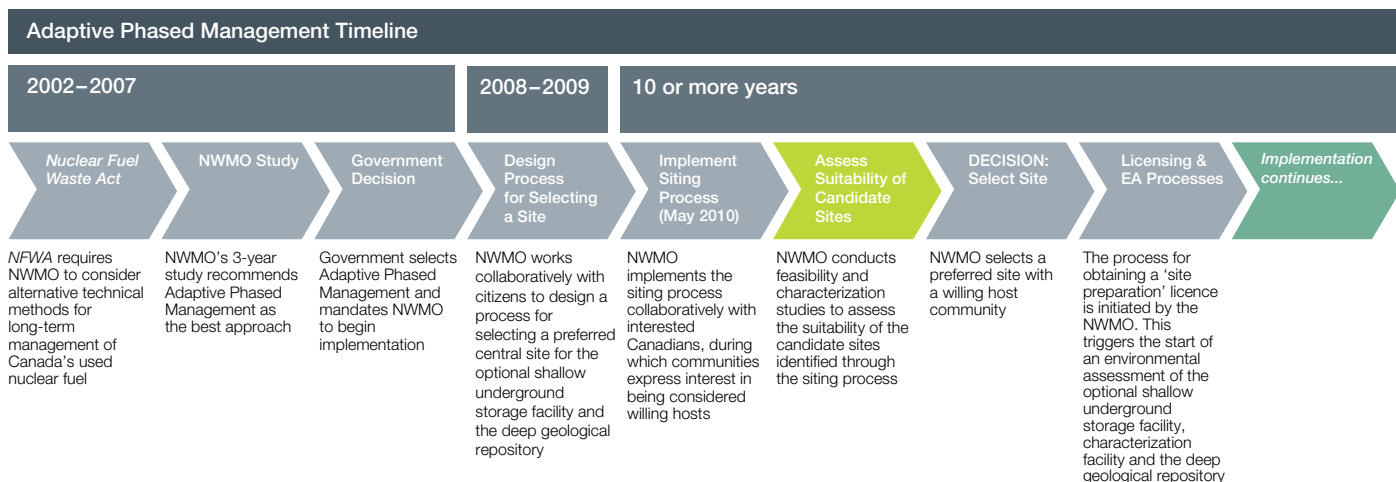 Adaptive Phased Management Timeline
2002–2007
2008–2009
10 or more years
Nuclear Fuel
Waste Act
NWMO Study
Government
Decision
Design
Process
for Selecting
a Site
Implement
Siting
Process
(May 2010)
Assess
Suitability of
Candidate
Sites
DECISION:
Select Site
Licensing &
EA Processes
Implementation
continues...
NFWA requires
NWMO to consider
alternative technical
methods for
long-term
management of
Canada’s used
nuclear fuel
NWMO’s 3-year
study recommends
Adaptive Phased
Management as
the best approach
Government selects
Adaptive Phased
Management and
mandates NWMO
to begin
implementation
NWMO works
collaboratively with
citizens to design a
process for
selecting a preferred
central site for the
optional shallow
underground
storage facility and
the deep geological
repository
NWMO
implements the
siting process
collaboratively with
interested
Canadians, during
which communities
express interest in
being considered
willing hosts
NWMO conducts
feasibility and
characterization
studies to assess
the suitability of the
candidate sites
identified through
the siting process
NWMO selects a
preferred site with
a willing host
community
The process for
obtaining a ‘site
preparation’ licence
is initiated by the
NWMO. This
triggers the start of
an environmental
assessment of the
optional shallow
underground
storage facility,
characterization
facility and the deep
geological repository